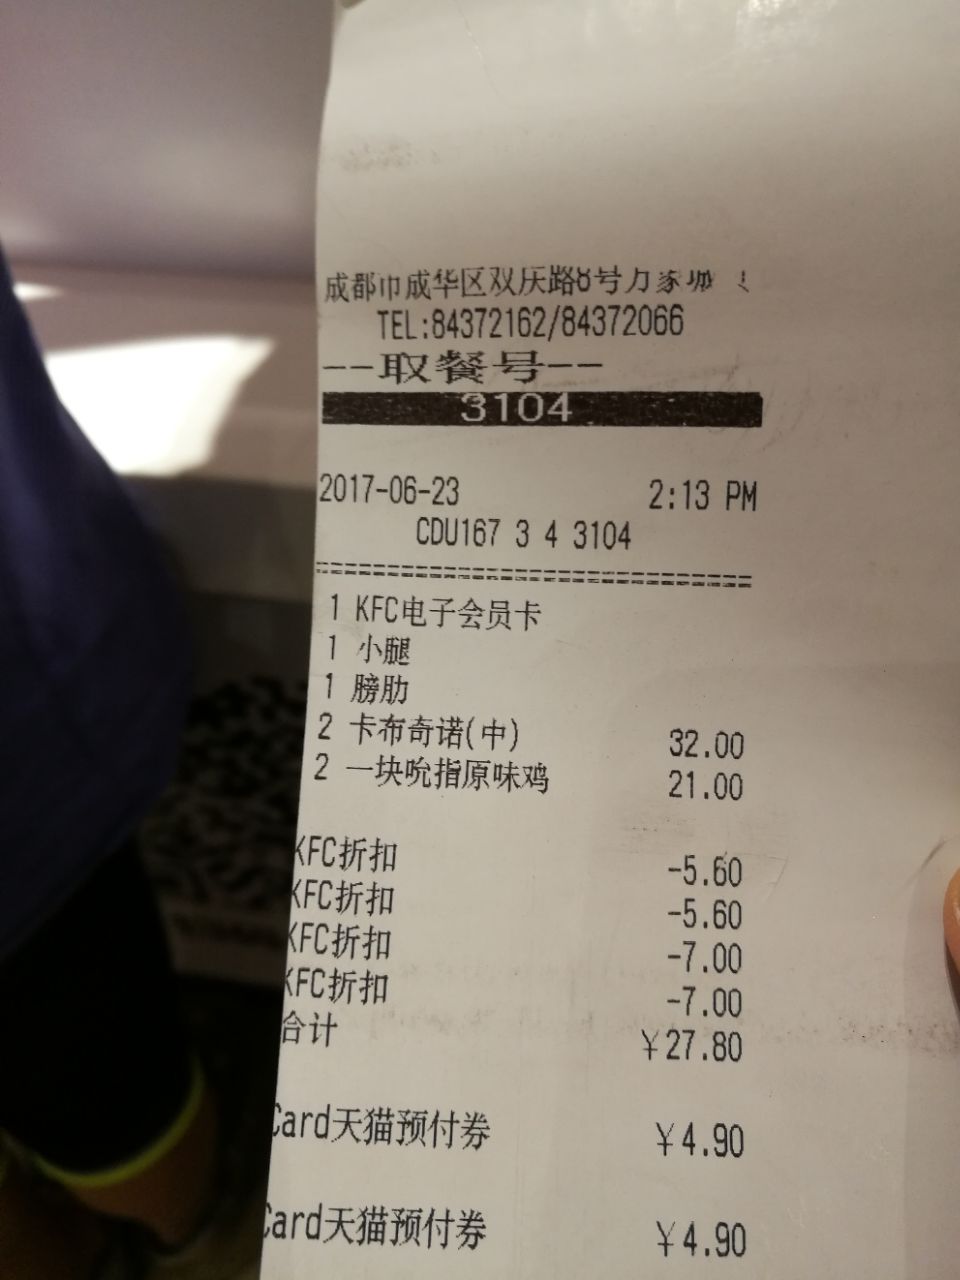 成都市成华区双庆路8号万象城
TEL:84372162/84372066
--取餐号--
3104
2017-06-23 2:13 PM
CDU167 3 4 3104
================================
1 KFC电子会员卡
1 小腿
1 膀肋
2 卡布奇诺(中) 32.00
2 一块吮指原味鸡 21.00
KFC折扣 -5.60
KFC折扣 -5.60
KFC折扣 -7.00
KFC折扣 -7.00
合计 ¥27.80
Card天猫预付券 ¥4.90
Card天猫预付券 ¥4.90